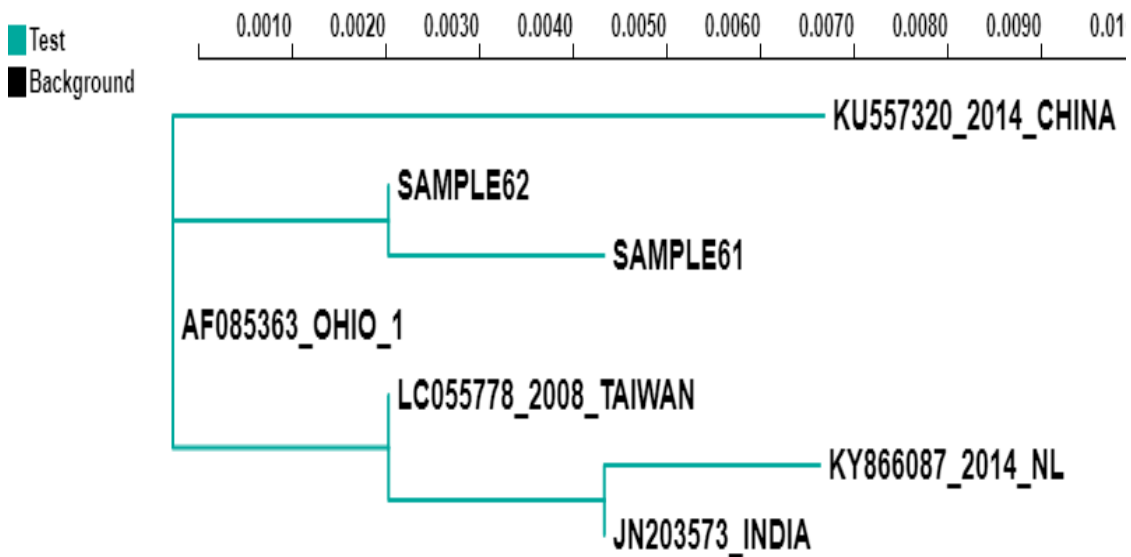 0.0010 0.0020 0.0030 0.0040 0.0050 0.0060 0.0070 0.0080 0.0090 0.01
Test
Background
KU557320_2014_CHINA
SAMPLE62
SAMPLE61
AF085363_OHIO_1
LC055778_2008_TAIWAN
KY866087_2014_NL
JN203573_INDIA